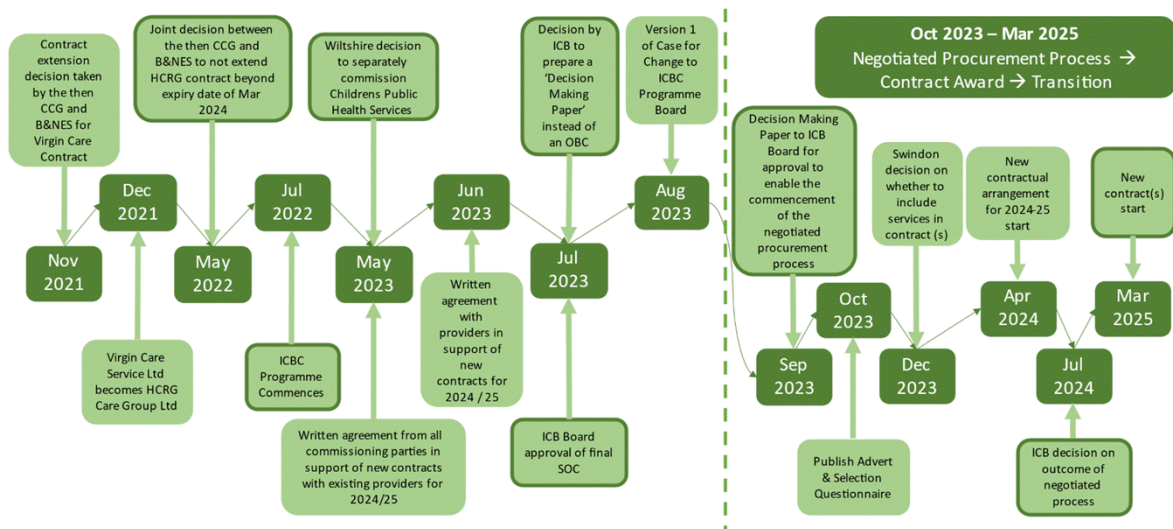 Contract
extension decision
taken by
the then
CCG and
B&NES for
Virgin Care
Contract
Joint decision between
the then CCG and
B&NES to not extend
HCRG contract beyond
expiry date of Mar
2024
Wiltshire decision
to separately
commission
Childrens Public
Health Services
Decision
by ICB to
prepare a
‘Decision
Making
Paper’
instead of
an OBC
Version 1
of Case for
Change to
ICBC
Programme
Board
Oct 2023 – Mar 2025
Negotiated Procurement Process →
Contract Award → Transition
Decision Making
Paper to ICB
Board for
approval to
enable the
commencement
of the
negotiated
procurement
process
Swindon
decision on
whether to
include
services in
contract (s)
New
contractual
arrangement
for 2024-25
start
New
contract(s)
start
Nov
2021
Dec
2021
May
2022
Jul
2022
May
2023
Jun
2023
Jul
2023
Aug
2023
Sep
2023
Oct
2023
Dec
2023
Apr
2024
Jul
2024
Mar
2025
Virgin Care
Service Ltd
becomes HCRG
Care Group Ltd
ICBC
Programme
Commences
Written agreement from all
commissioning parties in
support of new contracts
with existing providers for
2024/25
Written
agreement
with
providers in
support of
new
contracts for
2024 / 25
ICB Board
approval of final
SOC
Publish Advert
& Selection
Questionnaire
ICB decision on
outcome of
negotiated
process